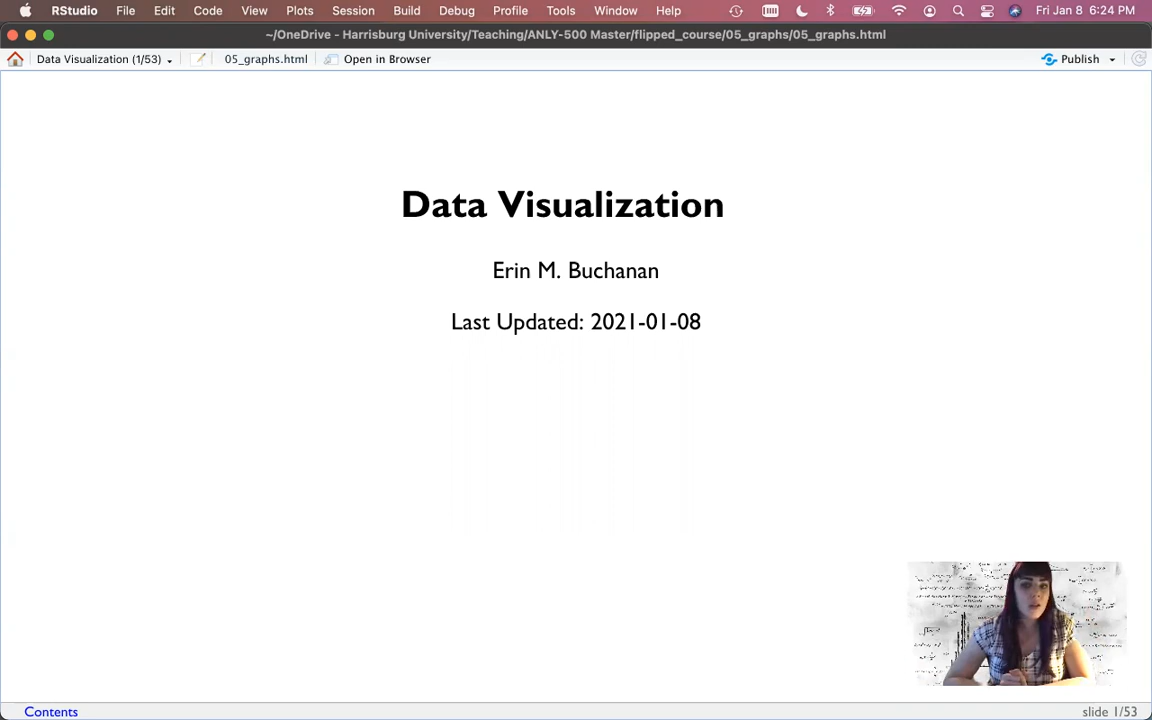 RStudio File Edit Code View Plots Session Build Debug Profile Tools Window Help Fri Jan 8 6:24 PM
~/OneDrive - Harrisburg University/Teaching/ANLY-500 Master/flipped_course/05_graphs/05_graphs.html
Data Visualization (1/53) 05_graphs.html Open in Browser Publish
Data Visualization
Erin M. Buchanan
Last Updated: 2021-01-08
Contents slide 1/53